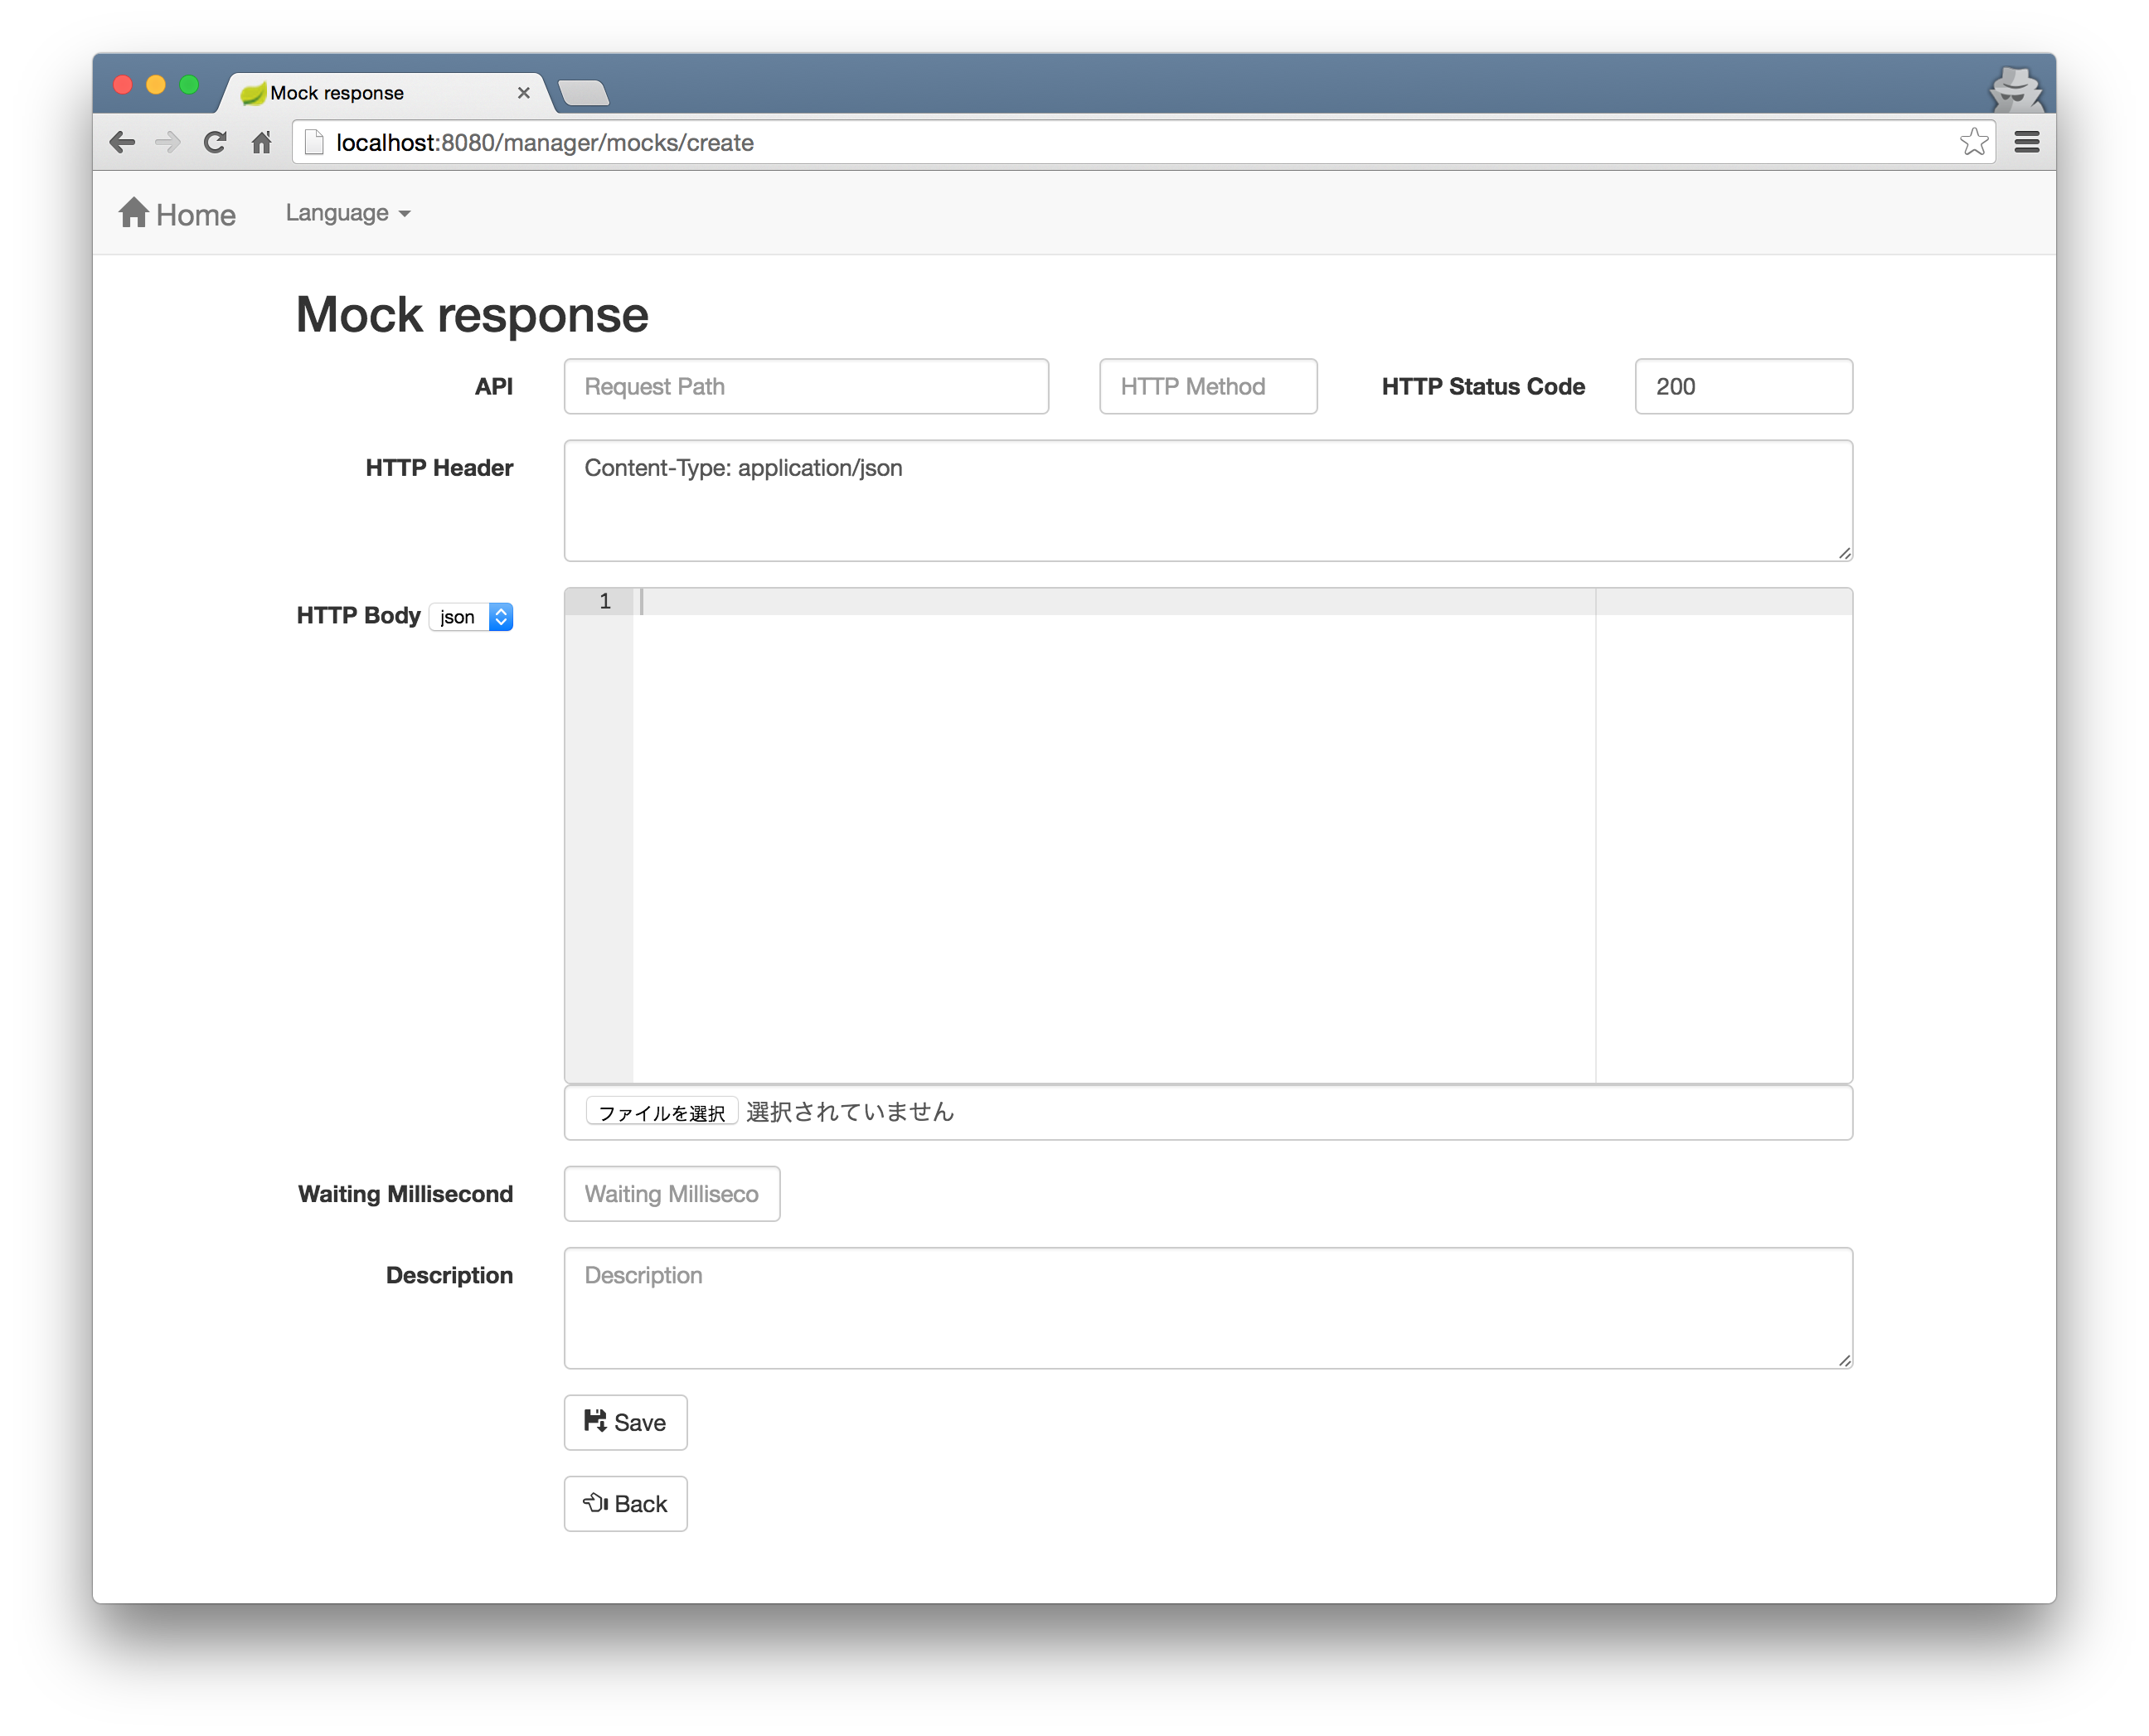 Mock response
localhost:8080/manager/mocks/create
Home Language
Mock response
API Request Path HTTP Method HTTP Status Code 200
HTTP Header Content-Type: application/json
HTTP Body json 1
ファイルを選択 選択されていません
Waiting Millisecond Waiting Milliseco
Description Description
Save
Back